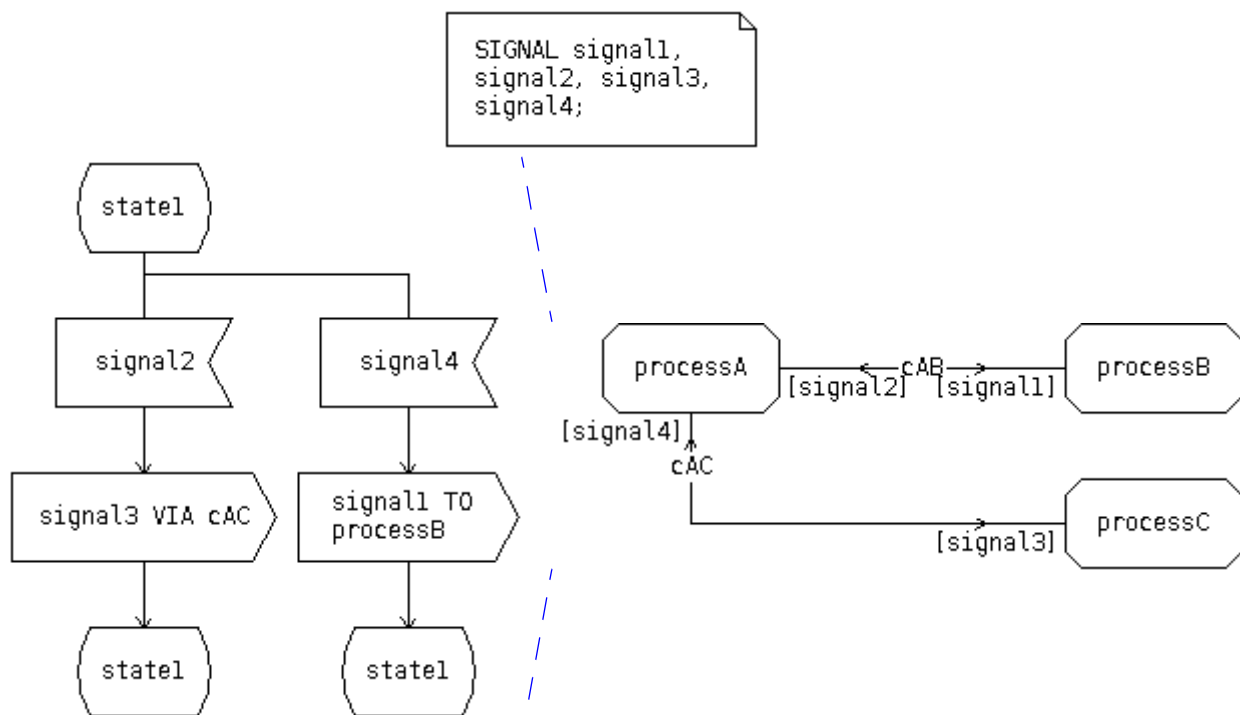 SIGNAL signal1,
signal2, signal3,
signal4;
state1
signal2
signal4
signal3 VIA cAC
signal1 TO
processB
state1
state1
processA
cAB
processB
[signal2]
[signal1]
[signal4]
cAC
processC
[signal3]